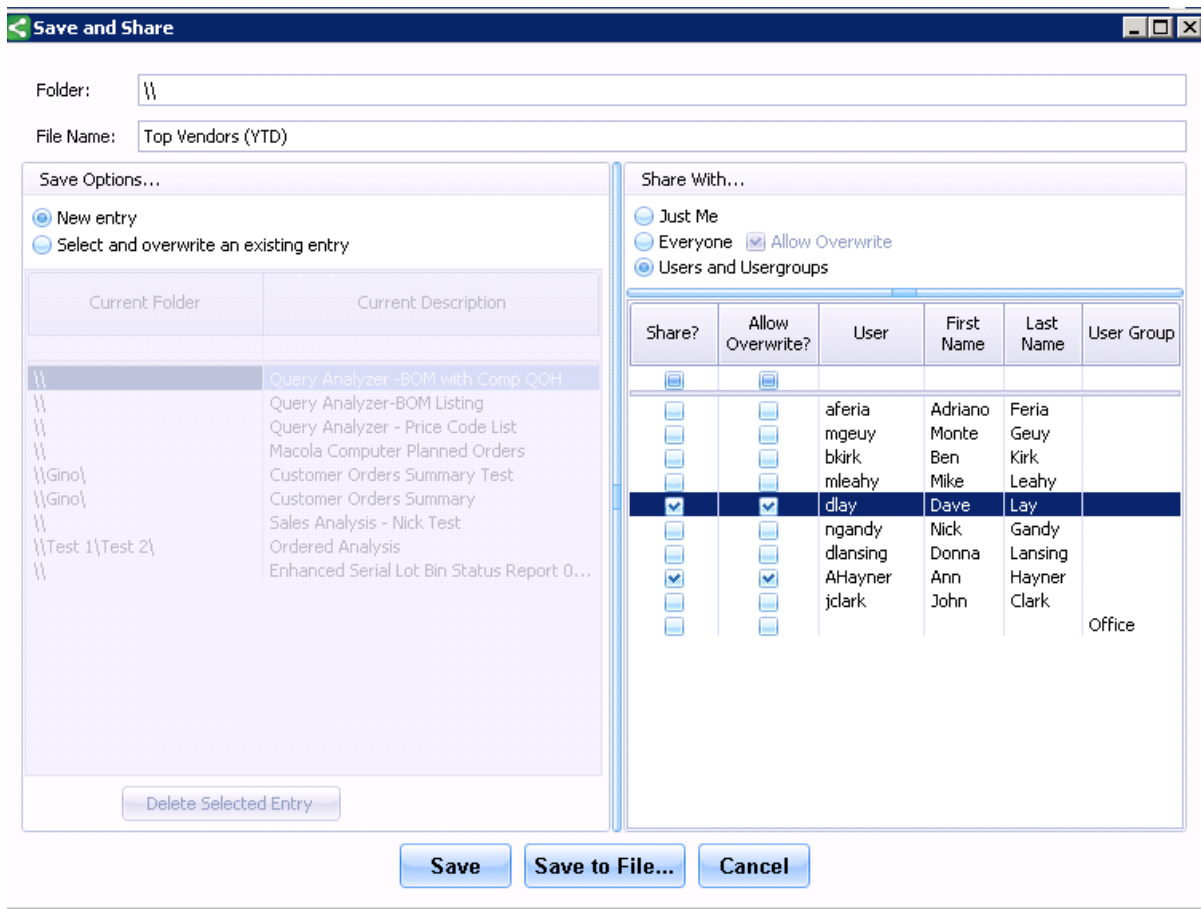 Save and Share
Folder: \\
File Name: Top Vendors (YTD)
Save Options...
New entry
Select and overwrite an existing entry
Current Folder Current Description
\\ Query Analyzer -BOM with Comp QOH
\\ Query Analyzer-BOM Listing
\\ Query Analyzer - Price Code List
\\ Macola Computer Planned Orders
\\Gino\ Customer Orders Summary Test
\\Gino\ Customer Orders Summary
\\ Sales Analysis - Nick Test
\\Test 1\Test 2\ Ordered Analysis
\\ Enhanced Serial Lot Bin Status Report 0...
Delete Selected Entry
Share With...
Just Me
Everyone Allow Overwrite
Users and Usergroups
Share? Allow Overwrite? User First Name Last Name User Group
aferia Adriano Feria
mgeuy Monte Geuy
bkirk Ben Kirk
mleahy Mike Leahy
dlay Dave Lay
ngandy Nick Gandy
dlansing Donna Lansing
AHayner Ann Hayner
jclark John Clark
Office
Save Save to File... Cancel